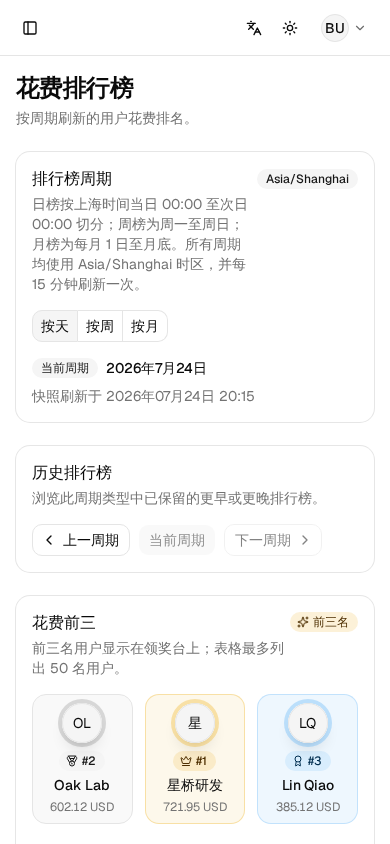 BU
花费排行榜
按周期刷新的用户花费排名。
排行榜周期
Asia/Shanghai
日榜按上海时间当日 00:00 至次日
00:00 切分；周榜为周一至周日；
月榜为每月 1 日至月底。所有周期
均使用 Asia/Shanghai 时区，并每
15 分钟刷新一次。
按天 按周 按月
当前周期 2026年7月24日
快照刷新于 2026年07月24日 20:15
历史排行榜
浏览此周期类型中已保留的更早或更晚排行榜。
上一周期 当前周期 下一周期
花费前三
前三名
前三名用户显示在领奖台上；表格最多列
出 50 名用户。
OL 星 LQ
#2 #1 #3
Oak Lab 星桥研发 Lin Qiao
602.12 USD 721.95 USD 385.12 USD